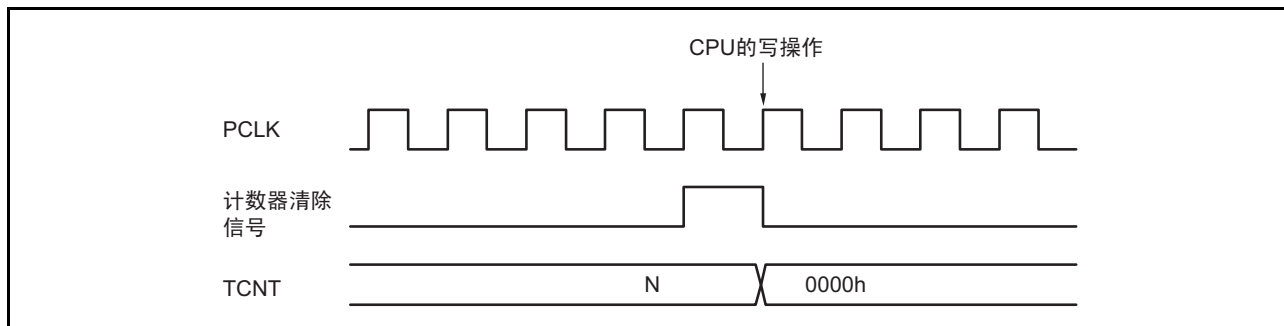 CPU的写操作
PCLK
计数器清除
信号
TCNT
N
0000h